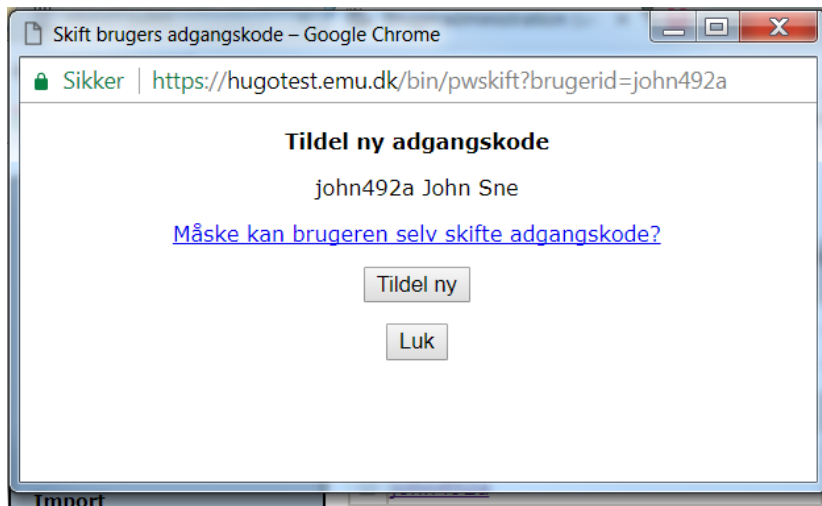 Skift brugers adgangskode – Google Chrome
Sikker | https://hugotest.emu.dk/bin/pwskift?brugerid=john492a
Tildel ny adgangskode
john492a John Sne
Måske kan brugeren selv skifte adgangskode?
Tildel ny
Luk
Import